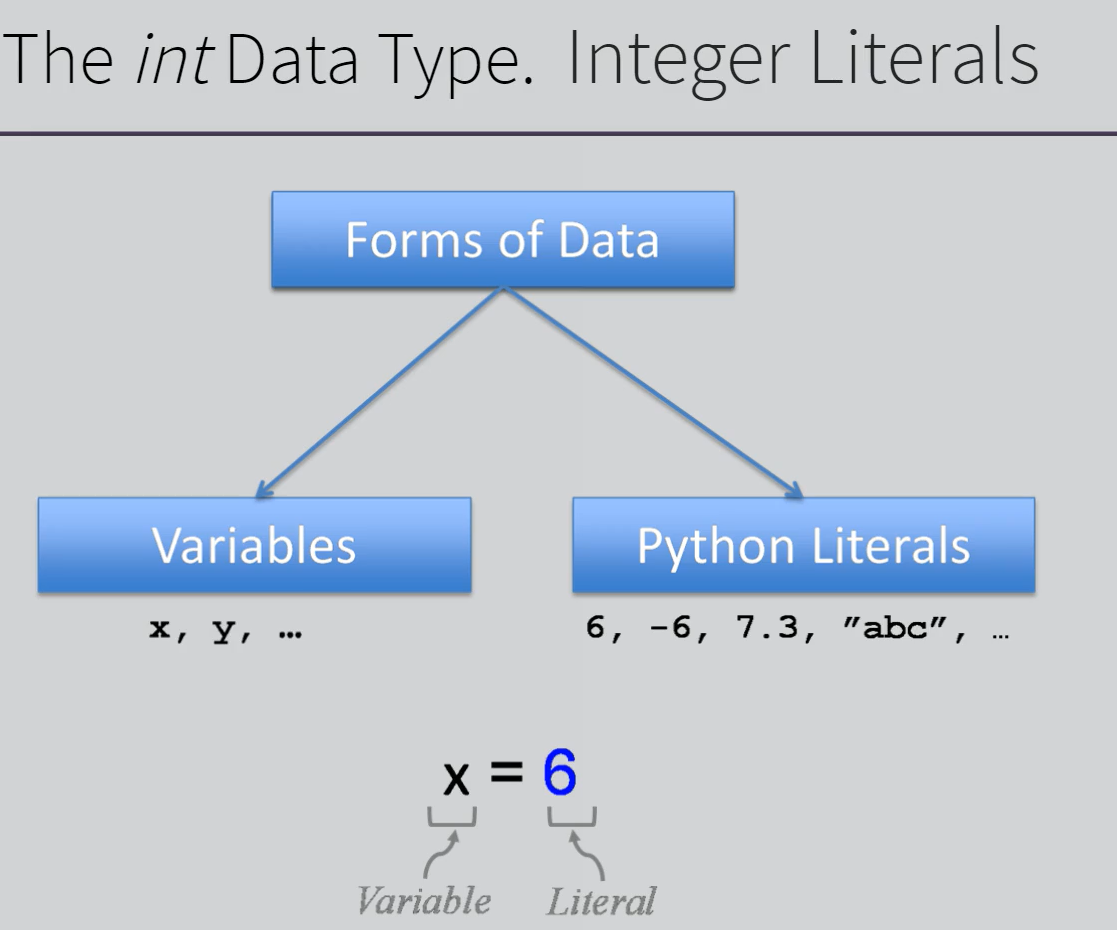 The int Data Type. Integer Literals
Forms of Data
Variables
Python Literals
x, y, …
6, -6, 7.3, ”abc”, …
x = 6
Variable
Literal